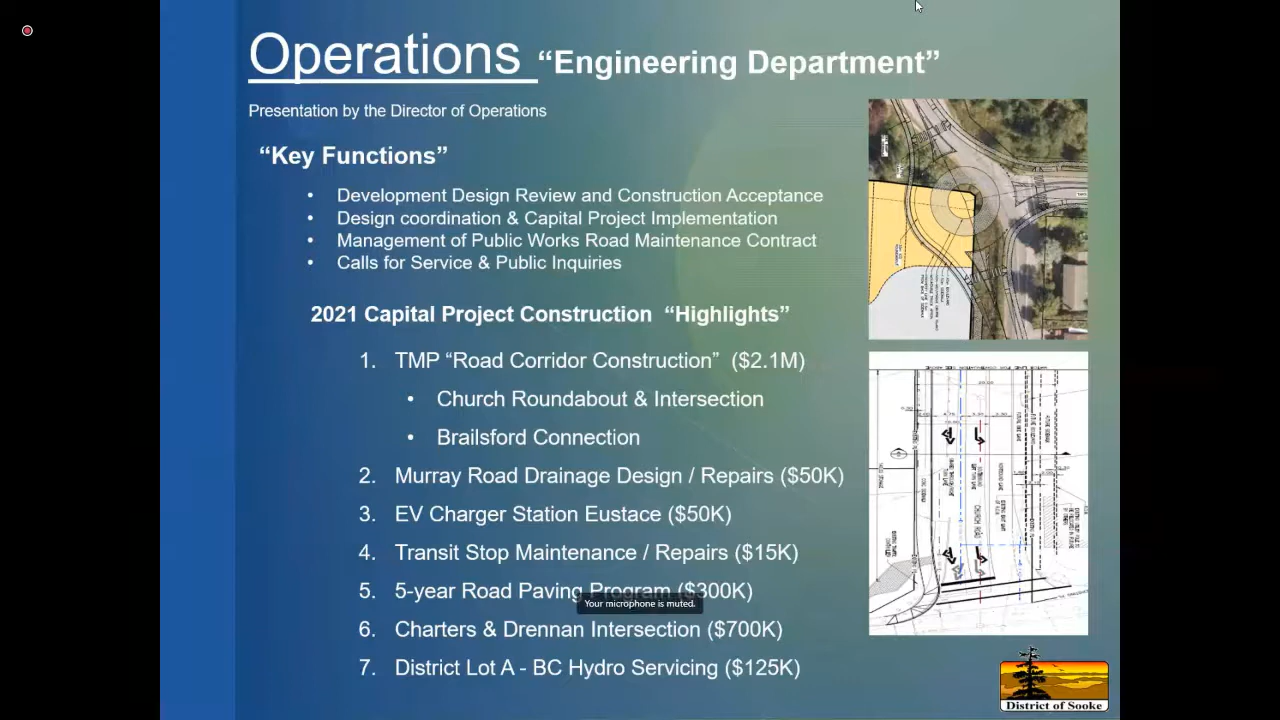 Operations “Engineering Department”
Presentation by the Director of Operations
“Key Functions”
• Development Design Review and Construction Acceptance
• Design coordination & Capital Project Implementation
• Management of Public Works Road Maintenance Contract
• Calls for Service & Public Inquiries
2021 Capital Project Construction “Highlights”
1. TMP “Road Corridor Construction” ($2.1M)
• Church Roundabout & Intersection
• Brailsford Connection
2. Murray Road Drainage Design / Repairs ($50K)
3. EV Charger Station Eustace ($50K)
4. Transit Stop Maintenance / Repairs ($15K)
5. 5-year Road Paving Program ($300K)
Your microphone is muted.
6. Charters & Drennan Intersection ($700K)
7. District Lot A - BC Hydro Servicing ($125K)
CHURCH ROAD
District of Sooke